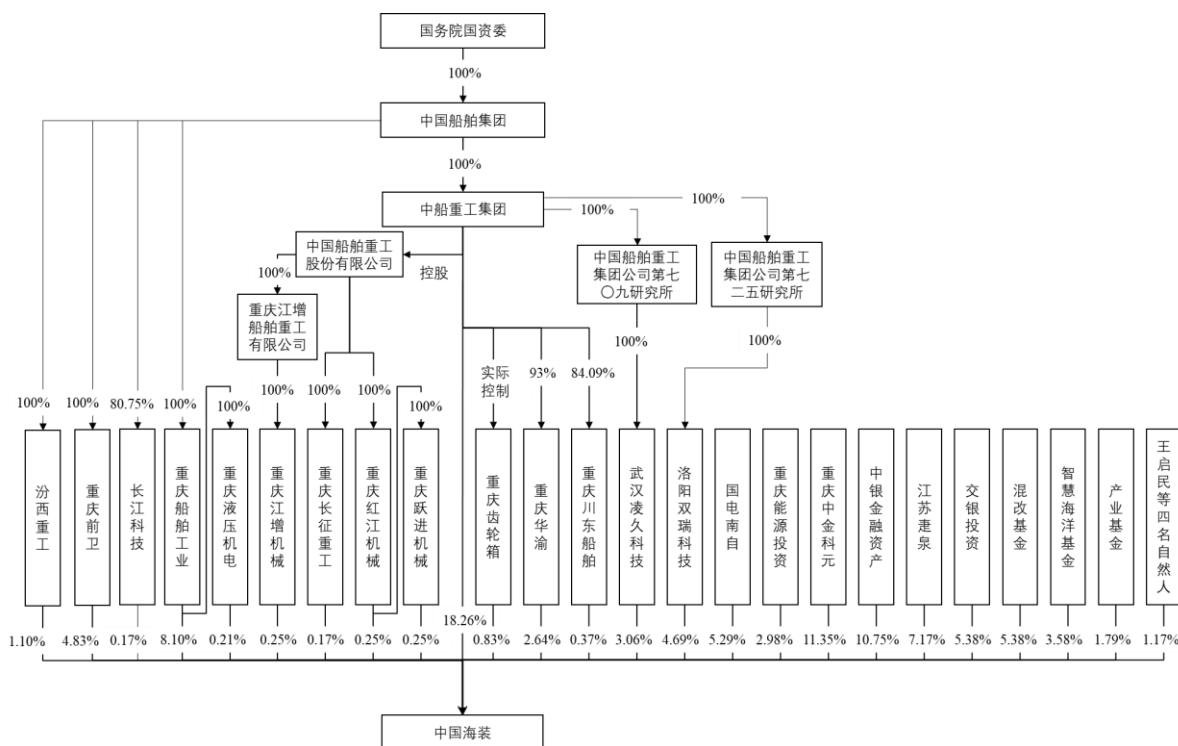 国务院国资委
100%
中国船舶集团
100%
中船重工集团
100%
100%
中国船舶重工
股份有限公司
控股
中国船舶重工
集团公司第七
〇九研究所
中国船舶重工
集团公司第七
二五研究所
100%
重庆江增
船舶重工
有限公司
100%
100%
实际
控制
93%
84.09%
100%
100%
80.75%
100%
100%
100%
100%
100%
100%
汾西重工
重庆前卫
长江科技
重庆船舶工业
重庆液压机电
重庆江增机械
重庆长征重工
重庆红江机械
重庆跃进机械
重庆齿轮箱
重庆华渝
重庆川东船舶
武汉凌久科技
洛阳双瑞科技
国电南自
重庆能源投资
重庆中金科元
中银金融资产
江苏疌泉
交银投资
混改基金
智慧海洋基金
产业基金
王启民等四名自然人
1.10%
4.83%
0.17%
8.10%
0.21%
0.25%
0.17%
0.25%
0.25%
18.26%
0.83%
2.64%
0.37%
3.06%
4.69%
5.29%
2.98%
11.35%
10.75%
7.17%
5.38%
5.38%
3.58%
1.79%
1.17%
中国海装